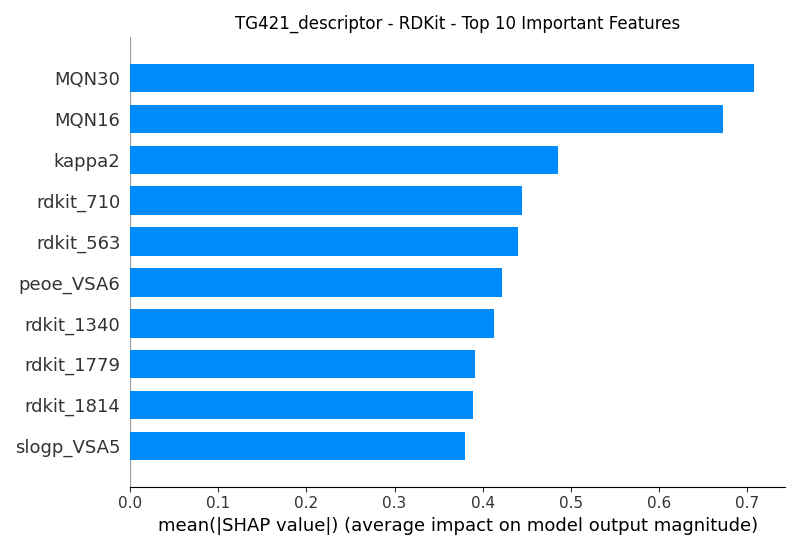 TG421_descriptor - RDKit - Top 10 Important Features
MQN30
MQN16
kappa2
rdkit_710
rdkit_563
peoe_VSA6
rdkit_1340
rdkit_1779
rdkit_1814
slogp_VSA5
0.0 0.1 0.2 0.3 0.4 0.5 0.6 0.7
mean(|SHAP value|) (average impact on model output magnitude)